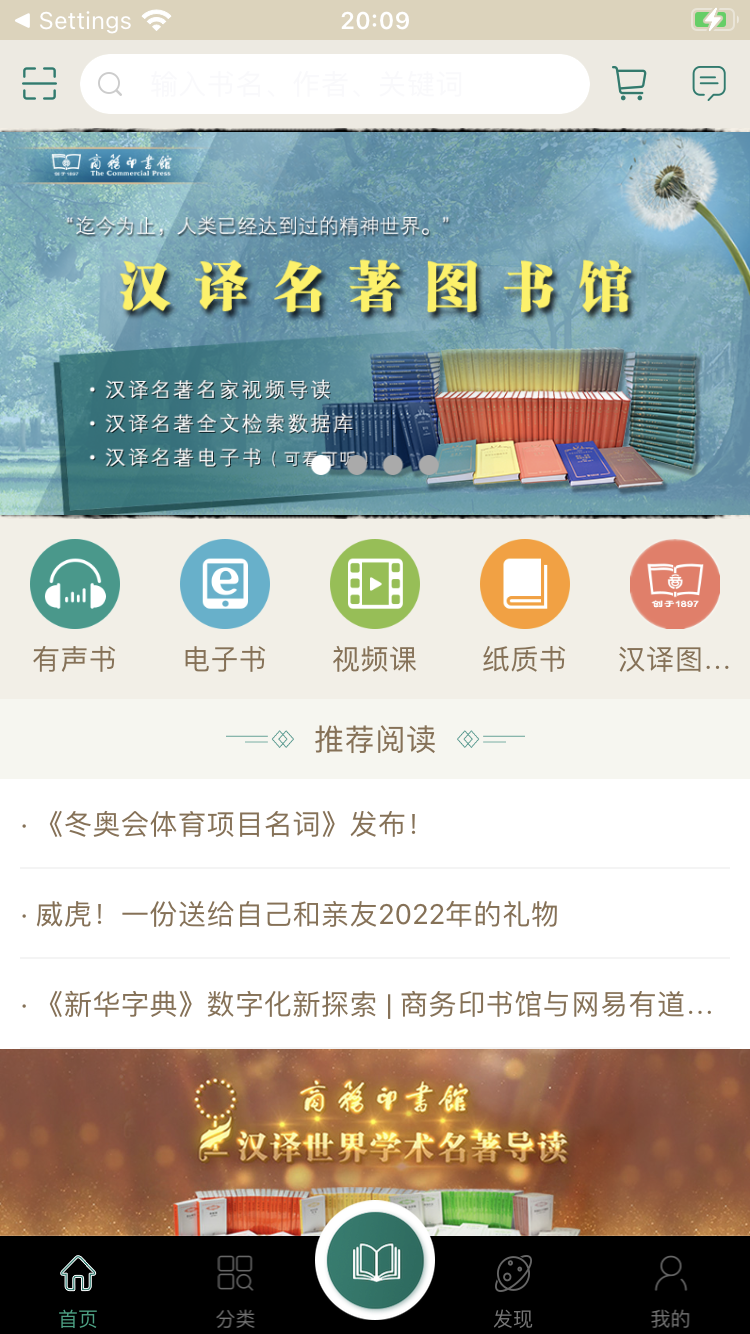 Settings
20:09
输入书名、作者、关键词
商務印書館
创于1897 The Commercial Press
“迄今为止，人类已经达到过的精神世界。”
汉译名著图书馆
·汉译名著名家视频导读
·汉译名著全文检索数据库
·汉译名著电子书（可看可听）
e
创于1897
有声书
电子书
视频课
纸质书
汉译图...
推荐阅读
·《冬奥会体育项目名词》发布！
·威虎！一份送给自己和亲友2022年的礼物
·《新华字典》数字化新探索 | 商务印书馆与网易有道...
商務印書館
汉译世界学术名著导读
首页
分类
发现
我的